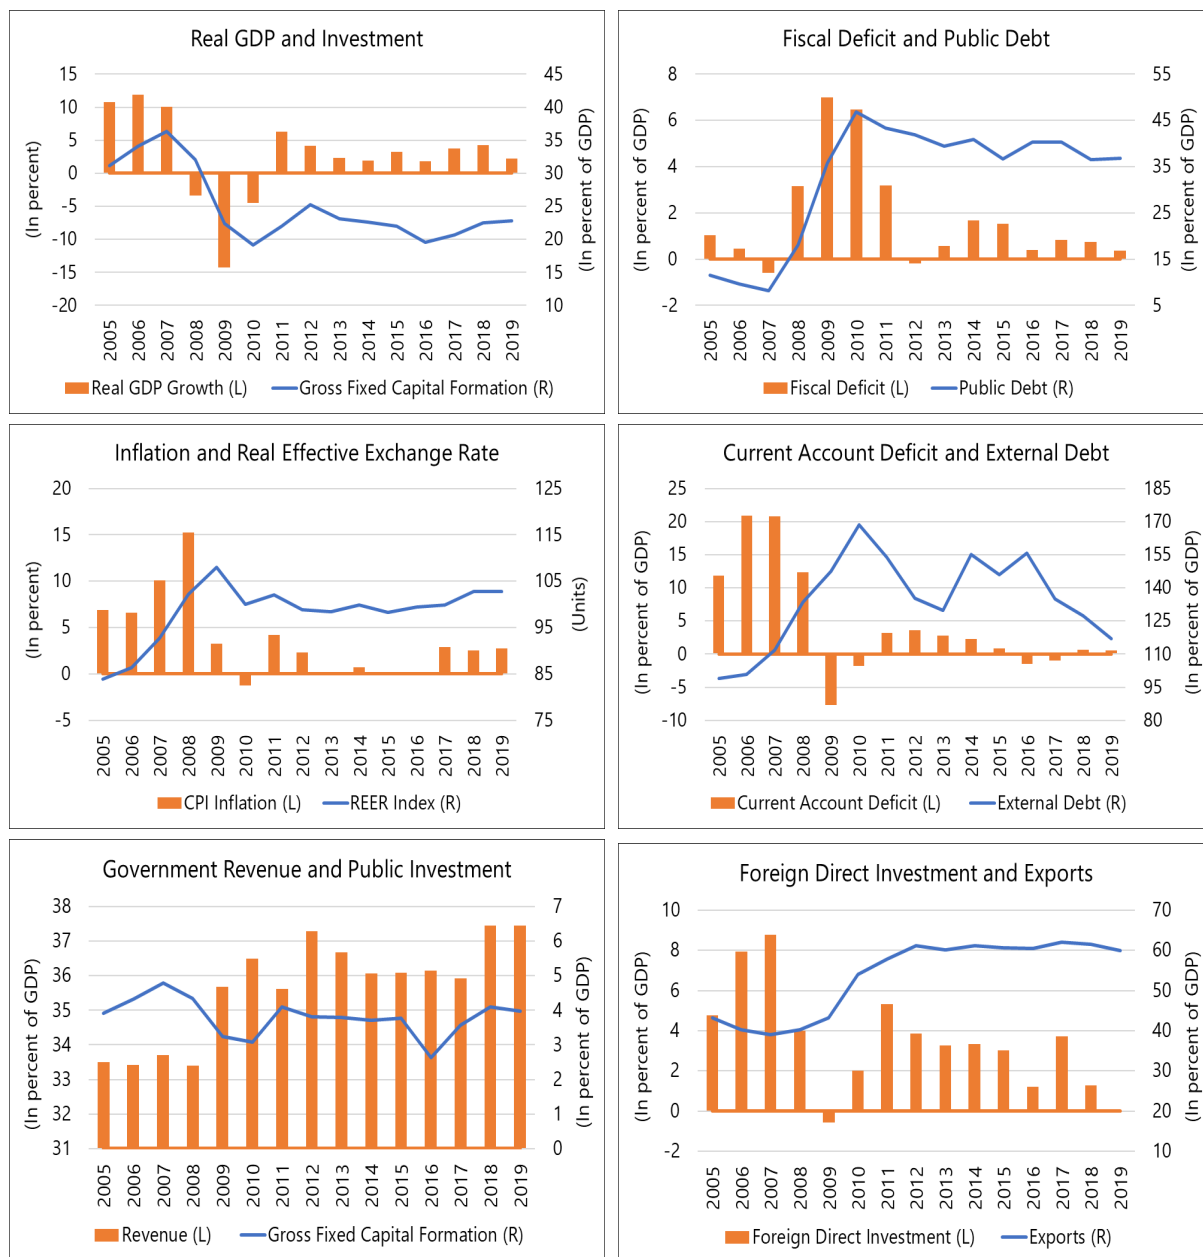 Real GDP and Investment
15
10
5
0
-5
-10
-15
-20
(In percent)
45
40
35
30
25
20
15
10
(In percent of GDP)
2005 2006 2007 2008 2009 2010 2011 2012 2013 2014 2015 2016 2017 2018 2019
Real GDP Growth (L) Gross Fixed Capital Formation (R)
Fiscal Deficit and Public Debt
8
6
4
2
0
-2
(In percent of GDP)
55
45
35
25
15
5
(In percent of GDP)
2005 2006 2007 2008 2009 2010 2011 2012 2013 2014 2015 2016 2017 2018 2019
Fiscal Deficit (L) Public Debt (R)
Inflation and Real Effective Exchange Rate
20
15
10
5
0
-5
(In percent)
125
115
105
95
85
75
(Units)
2005 2006 2007 2008 2009 2010 2011 2012 2013 2014 2015 2016 2017 2018 2019
CPI Inflation (L) REER Index (R)
Current Account Deficit and External Debt
25
20
15
10
5
0
-5
-10
(In percent of GDP)
185
170
155
140
125
110
95
80
(In percent of GDP)
2005 2006 2007 2008 2009 2010 2011 2012 2013 2014 2015 2016 2017 2018 2019
Current Account Deficit (L) External Debt (R)
Government Revenue and Public Investment
38
37
36
35
34
33
32
31
(In percent of GDP)
7
6
5
4
3
2
1
0
(In percent of GDP)
2005 2006 2007 2008 2009 2010 2011 2012 2013 2014 2015 2016 2017 2018 2019
Revenue (L) Gross Fixed Capital Formation (R)
Foreign Direct Investment and Exports
10
8
6
4
2
0
-2
(In percent of GDP)
70
60
50
40
30
20
10
(In percent of GDP)
2005 2006 2007 2008 2009 2010 2011 2012 2013 2014 2015 2016 2017 2018 2019
Foreign Direct Investment (L) Exports (R)